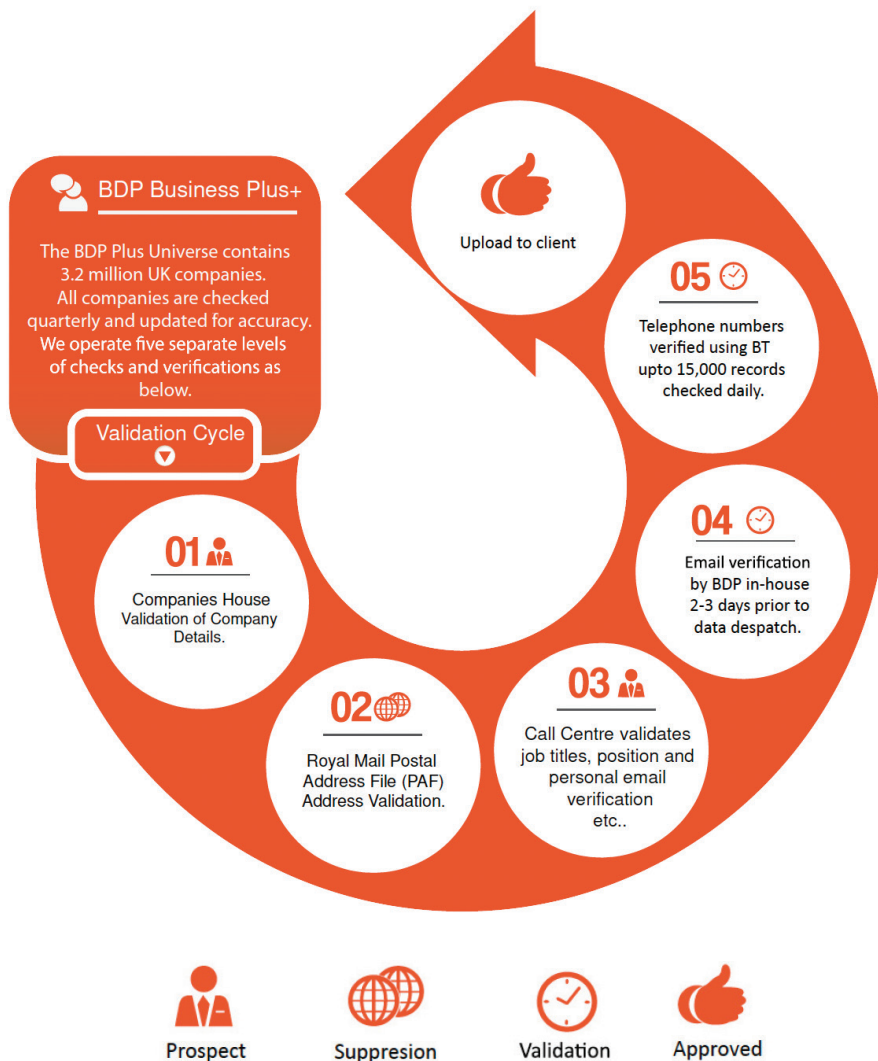 BDP Business Plus+
The BDP Plus Universe contains
3.2 million UK companies.
All companies are checked
quarterly and updated for accuracy.
We operate five separate levels
of checks and verifications as
below.
Validation Cycle
01
Companies House
Validation of Company
Details.
02
Royal Mail Postal
Address File (PAF)
Address Validation.
03
Call Centre validates
job titles, position and
personal email
verification
etc..
04
Email verification
by BDP in-house
2-3 days prior to
data despatch.
05
Telephone numbers
verified using BT
upto 15,000 records
checked daily.
Upload to client
Prospect
Suppresion
Validation
Approved